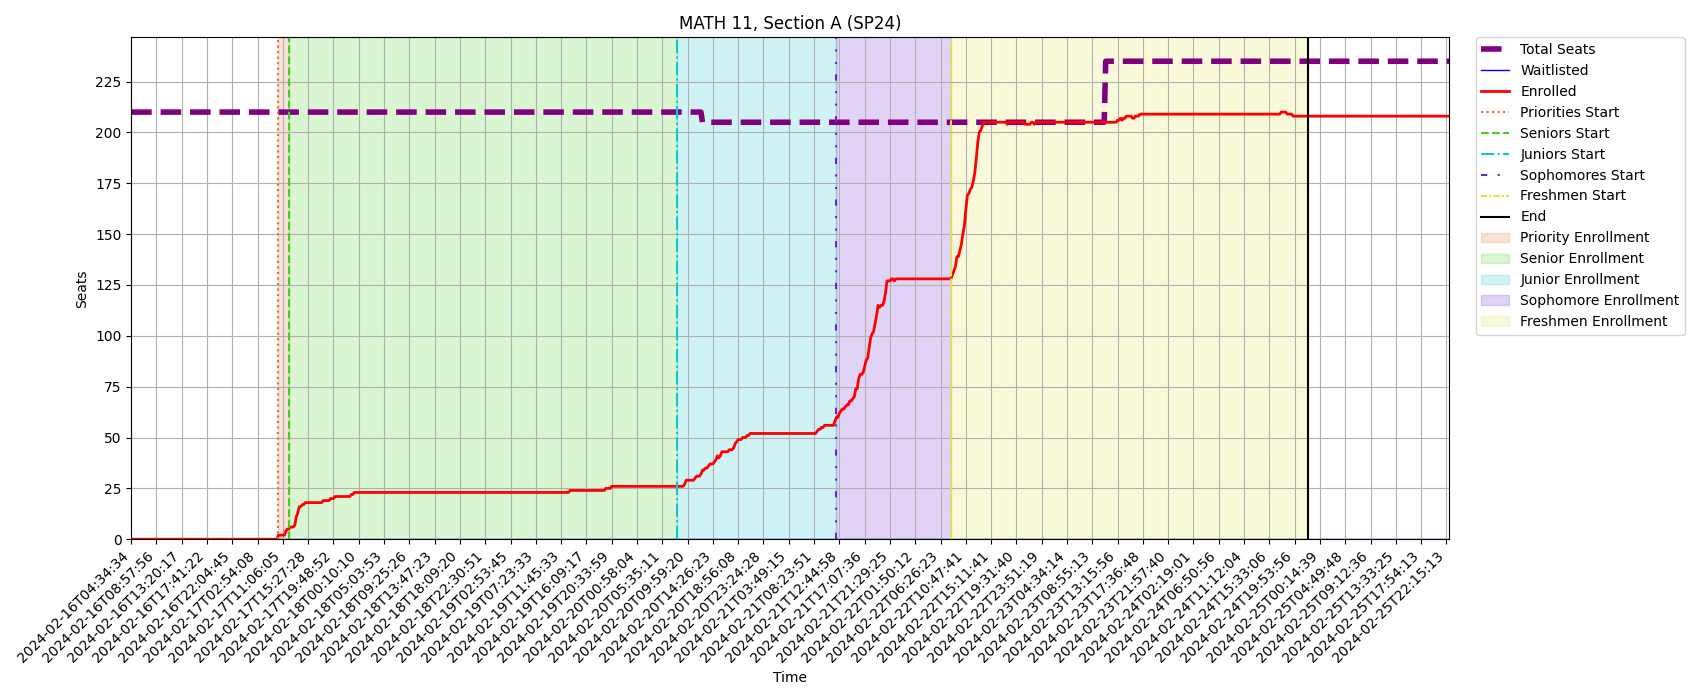 MATH 11, Section A (SP24)
Seats
225
200
175
150
125
100
75
50
25
0
2024-02-16T04:34:34
2024-02-16T08:57:56
2024-02-16T13:20:17
2024-02-16T17:41:22
2024-02-16T22:04:45
2024-02-17T02:54:08
2024-02-17T11:06:05
2024-02-17T15:27:28
2024-02-17T19:48:52
2024-02-18T00:10:10
2024-02-18T05:03:53
2024-02-18T09:25:26
2024-02-18T13:47:23
2024-02-18T18:09:20
2024-02-18T22:30:51
2024-02-19T02:53:45
2024-02-19T07:23:33
2024-02-19T11:45:33
2024-02-19T16:09:17
2024-02-19T20:33:59
2024-02-20T00:58:04
2024-02-20T05:35:11
2024-02-20T09:59:20
2024-02-20T14:26:23
2024-02-20T18:56:08
2024-02-20T23:24:28
2024-02-21T03:49:15
2024-02-21T08:23:51
2024-02-21T12:44:58
2024-02-21T17:07:36
2024-02-21T21:29:25
2024-02-22T01:50:12
2024-02-22T06:26:23
2024-02-22T10:47:41
2024-02-22T15:11:41
2024-02-22T19:31:40
2024-02-22T23:51:19
2024-02-23T04:34:14
2024-02-23T08:55:13
2024-02-23T13:15:56
2024-02-23T17:36:48
2024-02-23T21:57:40
2024-02-24T02:19:01
2024-02-24T06:50:56
2024-02-24T11:12:04
2024-02-24T15:33:06
2024-02-24T19:53:56
2024-02-25T00:14:39
2024-02-25T04:49:48
2024-02-25T09:12:36
2024-02-25T13:33:25
2024-02-25T17:54:13
2024-02-25T22:15:13
Time
Total Seats
Waitlisted
Enrolled
Priorities Start
Seniors Start
Juniors Start
Sophomores Start
Freshmen Start
End
Priority Enrollment
Senior Enrollment
Junior Enrollment
Sophomore Enrollment
Freshmen Enrollment